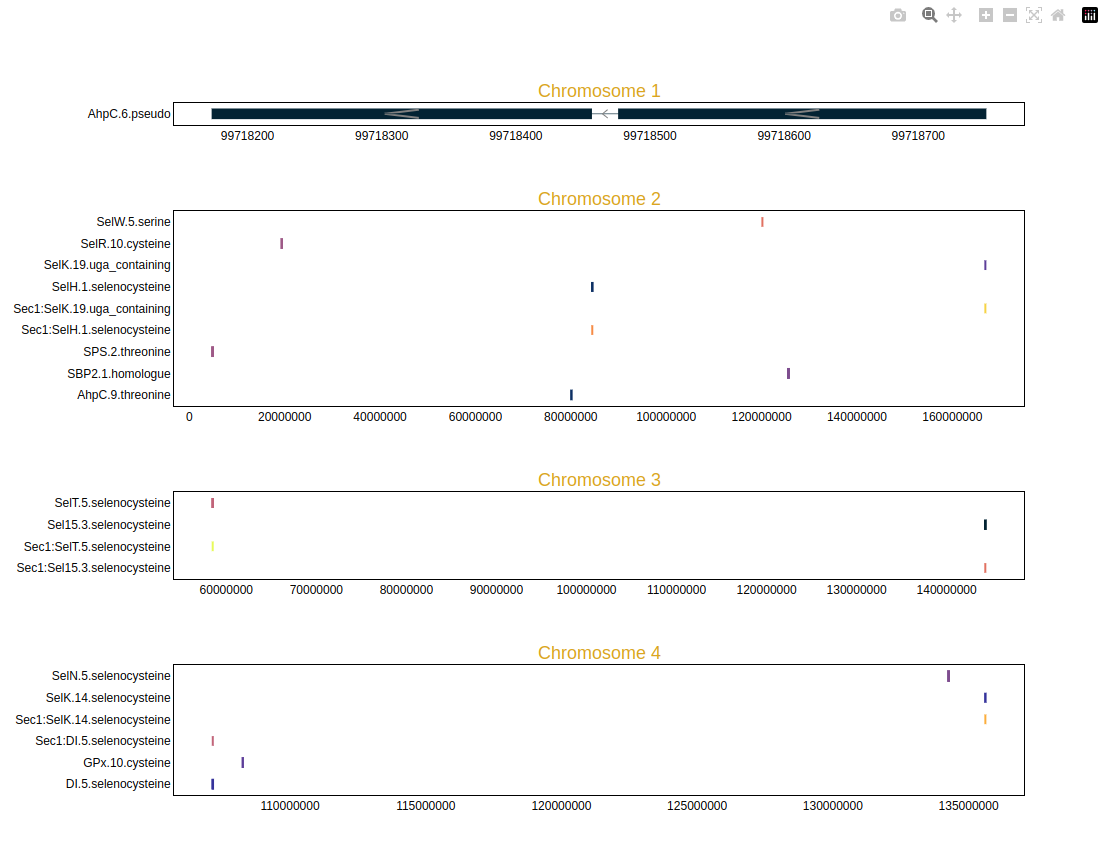 Chromosome 1
AhpC.6.pseudo
99718200 99718300 99718400 99718500 99718600 99718700
Chromosome 2
SelW.5.serine
SelR.10.cysteine
SelK.19.uga_containing
SelH.1.selenocysteine
Sec1:SelK.19.uga_containing
Sec1:SelH.1.selenocysteine
SPS.2.threonine
SBP2.1.homologue
AhpC.9.threonine
0 20000000 40000000 60000000 80000000 100000000 120000000 140000000 160000000
Chromosome 3
SelT.5.selenocysteine
Sel15.3.selenocysteine
Sec1:SelT.5.selenocysteine
Sec1:Sel15.3.selenocysteine
60000000 70000000 80000000 90000000 100000000 110000000 120000000 130000000 140000000
Chromosome 4
SelN.5.selenocysteine
SelK.14.selenocysteine
Sec1:SelK.14.selenocysteine
Sec1:DI.5.selenocysteine
GPx.10.cysteine
DI.5.selenocysteine
110000000 115000000 120000000 125000000 130000000 135000000